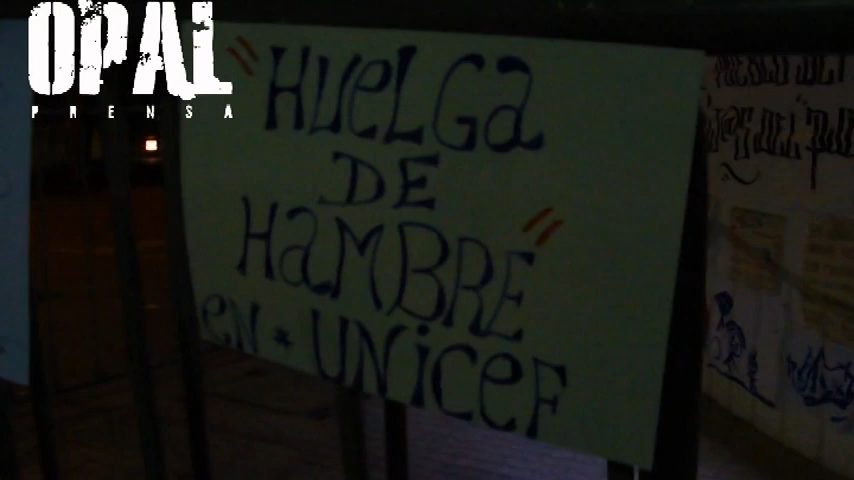 OPAL
PRENSA
"HUELGa
DE
HaMBRE"
eN * UNiCeF